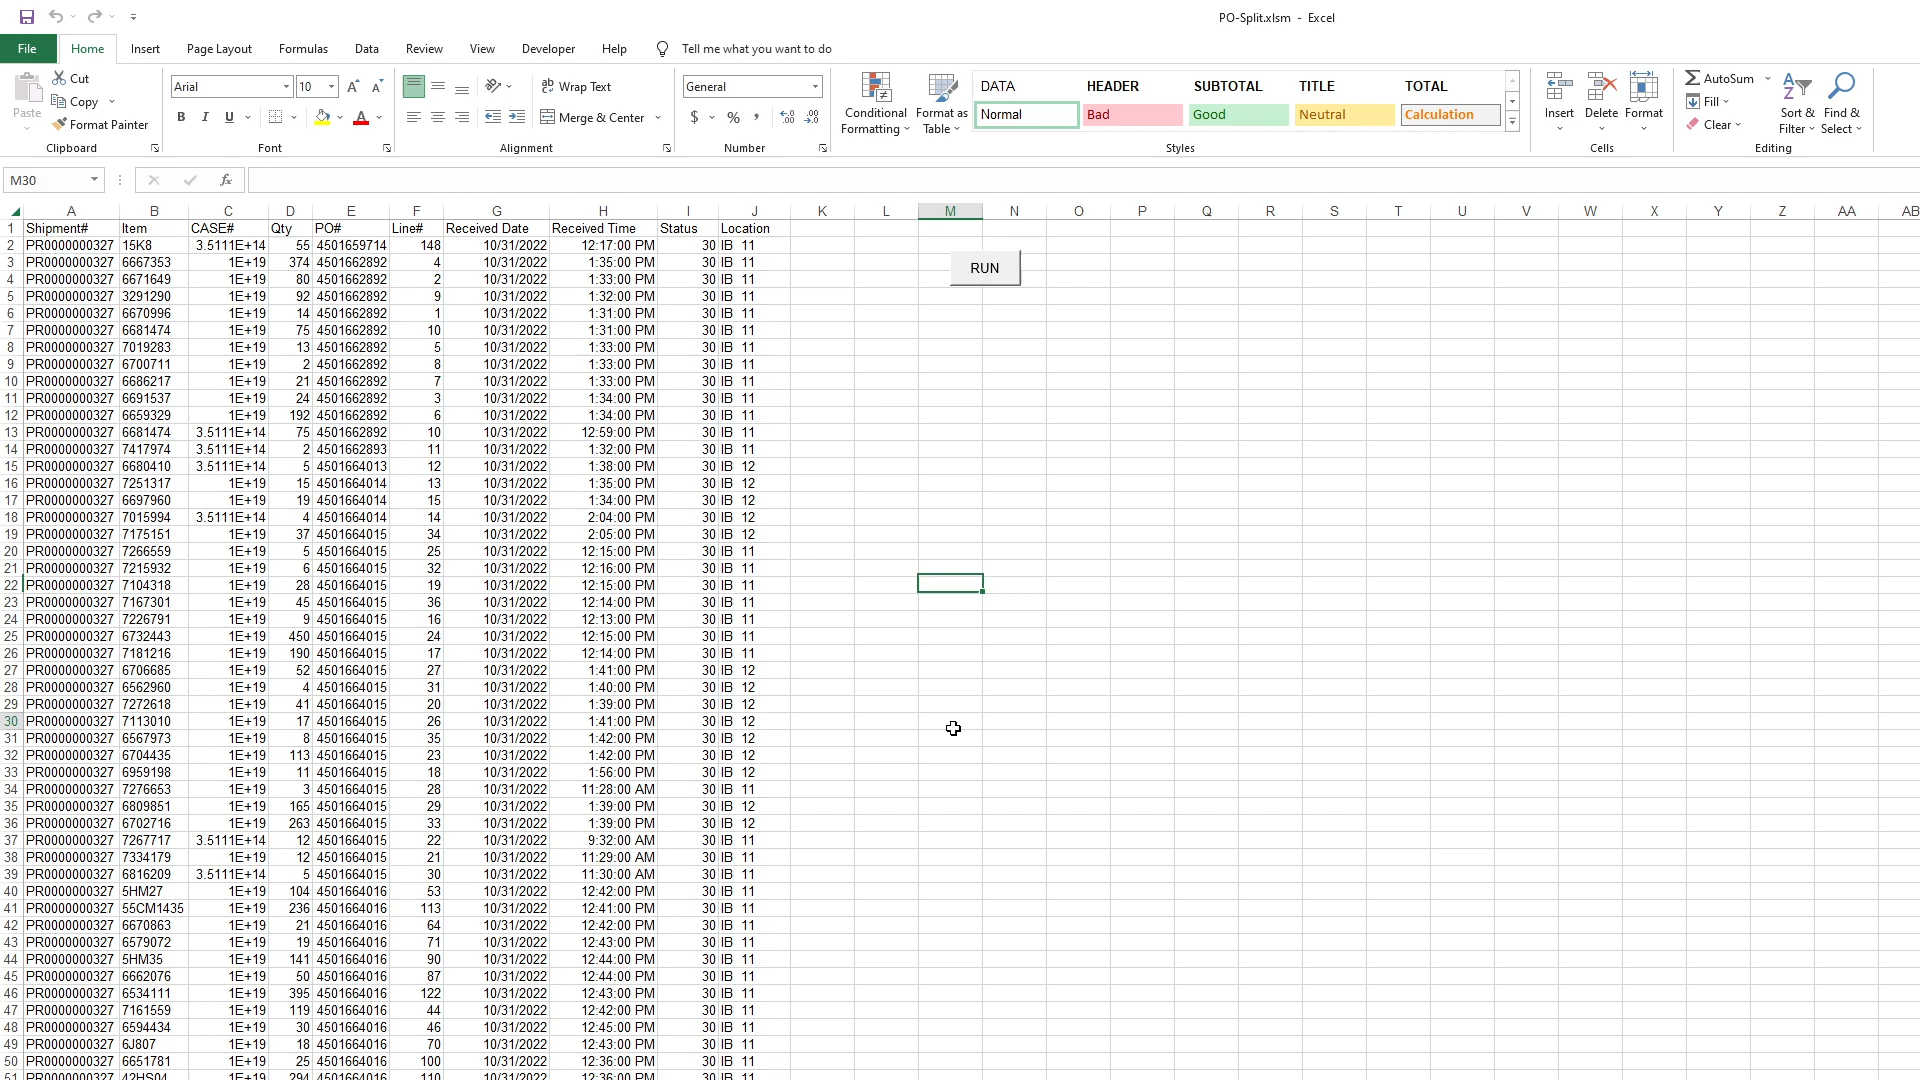 PO-Split.xlsm - Excel
File Home Insert Page Layout Formulas Data Review View Developer Help Tell me what you want to do
Cut
Copy
Format Painter
Paste
Clipboard
Arial 10
B I U
Font
Wrap Text
Merge & Center
Alignment
General
$ % ,
Number
Conditional Formatting
Format as Table
DATA HEADER SUBTOTAL TITLE TOTAL
Normal Bad Good Neutral Calculation
Styles
Insert Delete Format
Cells
AutoSum
Fill
Clear
Sort & Filter
Find & Select
Editing
M30 fx
A B C D E F G H I J K L M N O P Q R S T U V W X Y Z AA AB
1 Shipment# Item CASE# Qty PO# Line# Received Date Received Time Status Location
2 PR0000000327 15K8 3.5111E+14 55 4501659714 148 10/31/2022 12:17:00 PM 30 IB 11
RUN
3 PR0000000327 6667353 1E+19 374 4501662892 4 10/31/2022 1:35:00 PM 30 IB 11
4 PR0000000327 6671649 1E+19 80 4501662892 2 10/31/2022 1:33:00 PM 30 IB 11
5 PR0000000327 3291290 1E+19 92 4501662892 9 10/31/2022 1:32:00 PM 30 IB 11
6 PR0000000327 6670996 1E+19 14 4501662892 1 10/31/2022 1:31:00 PM 30 IB 11
7 PR0000000327 6681474 1E+19 75 4501662892 10 10/31/2022 1:31:00 PM 30 IB 11
8 PR0000000327 7019283 1E+19 13 4501662892 5 10/31/2022 1:33:00 PM 30 IB 11
9 PR0000000327 6700711 1E+19 2 4501662892 8 10/31/2022 1:33:00 PM 30 IB 11
10 PR0000000327 6686217 1E+19 21 4501662892 7 10/31/2022 1:33:00 PM 30 IB 11
11 PR0000000327 6691537 1E+19 24 4501662892 3 10/31/2022 1:34:00 PM 30 IB 11
12 PR0000000327 6659329 1E+19 192 4501662892 6 10/31/2022 1:34:00 PM 30 IB 11
13 PR0000000327 6681474 3.5111E+14 75 4501662892 10 10/31/2022 12:59:00 PM 30 IB 11
14 PR0000000327 7417974 3.5111E+14 2 4501662893 11 10/31/2022 1:32:00 PM 30 IB 11
15 PR0000000327 6680410 3.5111E+14 5 4501664013 12 10/31/2022 1:38:00 PM 30 IB 12
16 PR0000000327 7251317 1E+19 15 4501664014 13 10/31/2022 1:35:00 PM 30 IB 12
17 PR0000000327 6697960 1E+19 19 4501664014 15 10/31/2022 1:34:00 PM 30 IB 12
18 PR0000000327 7015994 3.5111E+14 4 4501664014 14 10/31/2022 2:04:00 PM 30 IB 12
19 PR0000000327 7175151 1E+19 37 4501664015 34 10/31/2022 2:05:00 PM 30 IB 12
20 PR0000000327 7266559 1E+19 5 4501664015 25 10/31/2022 12:15:00 PM 30 IB 11
21 PR0000000327 7215932 1E+19 6 4501664015 32 10/31/2022 12:16:00 PM 30 IB 11
22 PR0000000327 7104318 1E+19 28 4501664015 19 10/31/2022 12:15:00 PM 30 IB 11
23 PR0000000327 7167301 1E+19 45 4501664015 36 10/31/2022 12:14:00 PM 30 IB 11
24 PR0000000327 7226791 1E+19 9 4501664015 16 10/31/2022 12:13:00 PM 30 IB 11
25 PR0000000327 6732443 1E+19 450 4501664015 24 10/31/2022 12:15:00 PM 30 IB 11
26 PR0000000327 7181216 1E+19 190 4501664015 17 10/31/2022 12:14:00 PM 30 IB 11
27 PR0000000327 6706685 1E+19 52 4501664015 27 10/31/2022 1:41:00 PM 30 IB 12
28 PR0000000327 6562960 1E+19 4 4501664015 31 10/31/2022 1:40:00 PM 30 IB 12
29 PR0000000327 7272618 1E+19 41 4501664015 20 10/31/2022 1:39:00 PM 30 IB 12
30 PR0000000327 7113010 1E+19 17 4501664015 26 10/31/2022 1:41:00 PM 30 IB 12
31 PR0000000327 6567973 1E+19 8 4501664015 35 10/31/2022 1:42:00 PM 30 IB 12
32 PR0000000327 6704435 1E+19 113 4501664015 23 10/31/2022 1:42:00 PM 30 IB 12
33 PR0000000327 6959198 1E+19 11 4501664015 18 10/31/2022 1:56:00 PM 30 IB 12
34 PR0000000327 7276653 1E+19 3 4501664015 28 10/31/2022 11:28:00 AM 30 IB 11
35 PR0000000327 6809851 1E+19 165 4501664015 29 10/31/2022 1:39:00 PM 30 IB 12
36 PR0000000327 6702716 1E+19 263 4501664015 33 10/31/2022 1:39:00 PM 30 IB 12
37 PR0000000327 7267717 3.5111E+14 12 4501664015 22 10/31/2022 9:32:00 AM 30 IB 11
38 PR0000000327 7334179 1E+19 12 4501664015 21 10/31/2022 11:29:00 AM 30 IB 11
39 PR0000000327 6816209 3.5111E+14 5 4501664015 30 10/31/2022 11:30:00 AM 30 IB 11
40 PR0000000327 5HM27 1E+19 104 4501664016 53 10/31/2022 12:42:00 PM 30 IB 11
41 PR0000000327 55CM1435 1E+19 236 4501664016 113 10/31/2022 12:41:00 PM 30 IB 11
42 PR0000000327 6670863 1E+19 21 4501664016 64 10/31/2022 12:42:00 PM 30 IB 11
43 PR0000000327 6579072 1E+19 19 4501664016 71 10/31/2022 12:43:00 PM 30 IB 11
44 PR0000000327 5HM35 1E+19 141 4501664016 90 10/31/2022 12:44:00 PM 30 IB 11
45 PR0000000327 6662076 1E+19 50 4501664016 87 10/31/2022 12:44:00 PM 30 IB 11
46 PR0000000327 6534111 1E+19 395 4501664016 122 10/31/2022 12:43:00 PM 30 IB 11
47 PR0000000327 7161559 1E+19 119 4501664016 44 10/31/2022 12:42:00 PM 30 IB 11
48 PR0000000327 6594434 1E+19 30 4501664016 46 10/31/2022 12:45:00 PM 30 IB 11
49 PR0000000327 6J807 1E+19 18 4501664016 70 10/31/2022 12:43:00 PM 30 IB 11
50 PR0000000327 6651781 1E+19 25 4501664016 100 10/31/2022 12:36:00 PM 30 IB 11
51 PR0000000327 42HS04 1E+19 294 4501664016 110 10/31/2022 12:36:00 PM 30 IB 11